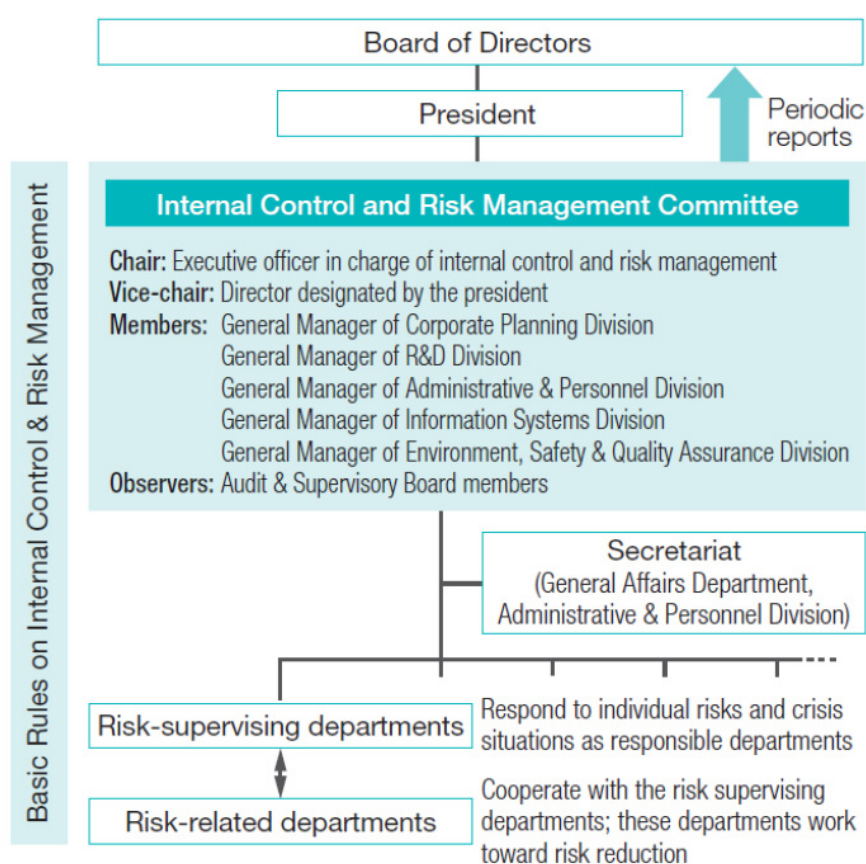 Board of Directors
President
Periodic
reports
Basic Rules on Internal Control & Risk Management
Internal Control and Risk Management Committee
Chair: Executive officer in charge of internal control and risk management
Vice-chair: Director designated by the president
Members: General Manager of Corporate Planning Division
General Manager of R&D Division
General Manager of Administrative & Personnel Division
General Manager of Information Systems Division
General Manager of Environment, Safety & Quality Assurance Division
Observers: Audit & Supervisory Board members
Secretariat
(General Affairs Department,
Administrative & Personnel Division)
Risk-supervising departments
Respond to individual risks and crisis
situations as responsible departments
Risk-related departments
Cooperate with the risk supervising
departments; these departments work
toward risk reduction